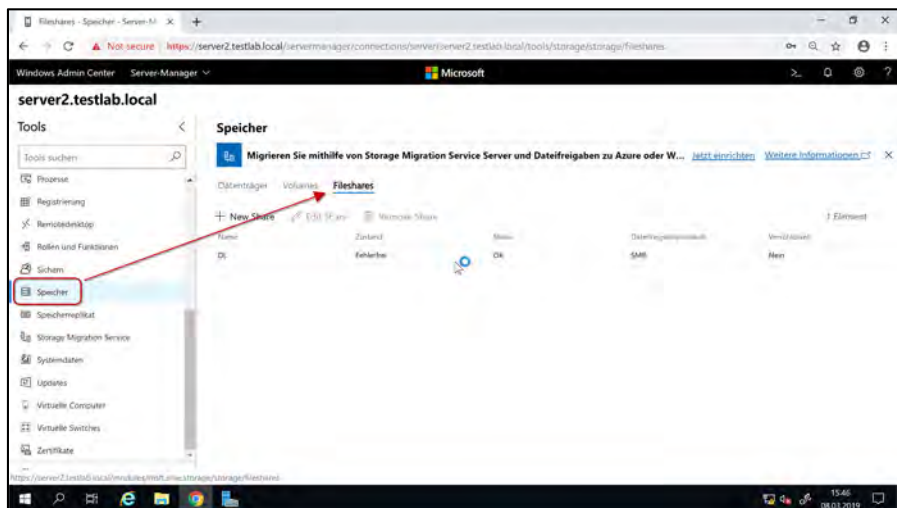 Fileshares - Speicher - Server-M
Not secure https://server2.testlab.local/servermanager/connections/server/server2.testlab.local/tools/storage/storage/fileshares
Windows Admin Center Server-Manager Microsoft
server2.testlab.local
Tools
Tools suchen
Prozesse
Registrierung
Remotedesktop
Rollen und Funktionen
Sichern
Speicher
Speicherreplikat
Storage Migration Service
Systemdaten
Updates
Virtuelle Computer
Virtuelle Switches
Zertifikate
Speicher
Migrieren Sie mithilfe von Storage Migration Service Server und Dateifreigaben zu Azure oder W... Jetzt einrichten Weitere Informationen
Datenträger Volumes Fileshares
New Share Edit Share Remove Share 1 Element
Name Zustand Status
DL Fehlerfrei Ok SMB Nein
15:46
08.03.2019